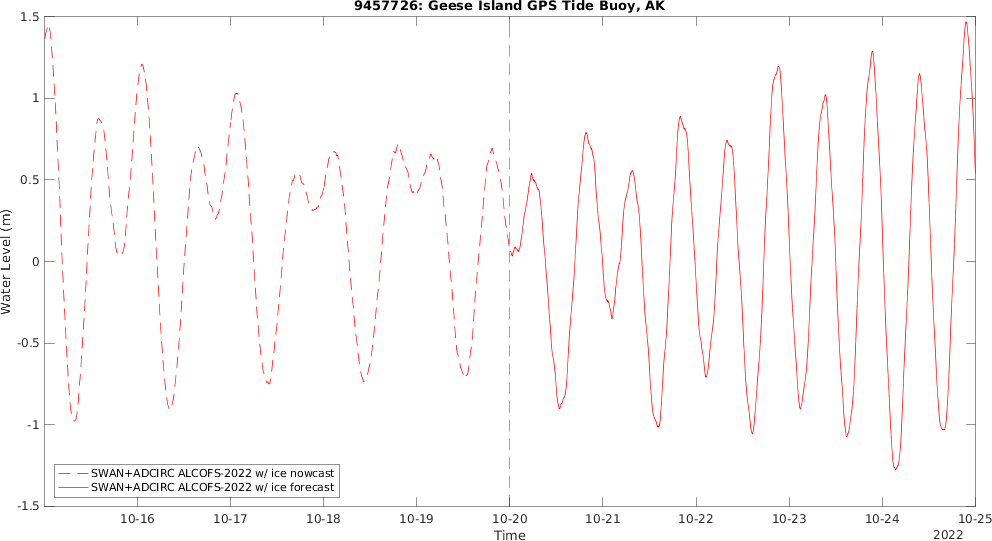 9457726: Geese Island GPS Tide Buoy, AK
1.5
1
0.5
0
-0.5
-1
-1.5
Water Level (m)
SWAN+ADCIRC ALCOFS-2022 w/ ice nowcast
SWAN+ADCIRC ALCOFS-2022 w/ ice forecast
10-16 10-17 10-18 10-19 10-20 10-21 10-22 10-23 10-24 10-25
Time
2022